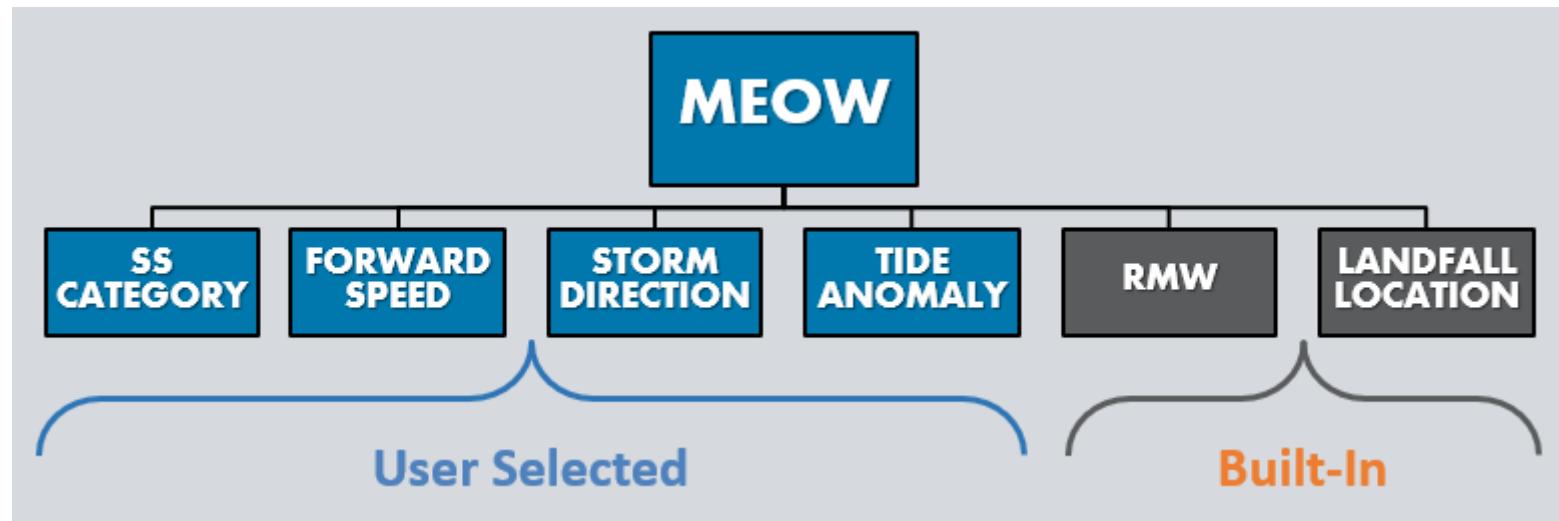 MEOW
SS
CATEGORY
FORWARD
SPEED
STORM
DIRECTION
TIDE
ANOMALY
RMW
LANDFALL
LOCATION
User Selected
Built-In